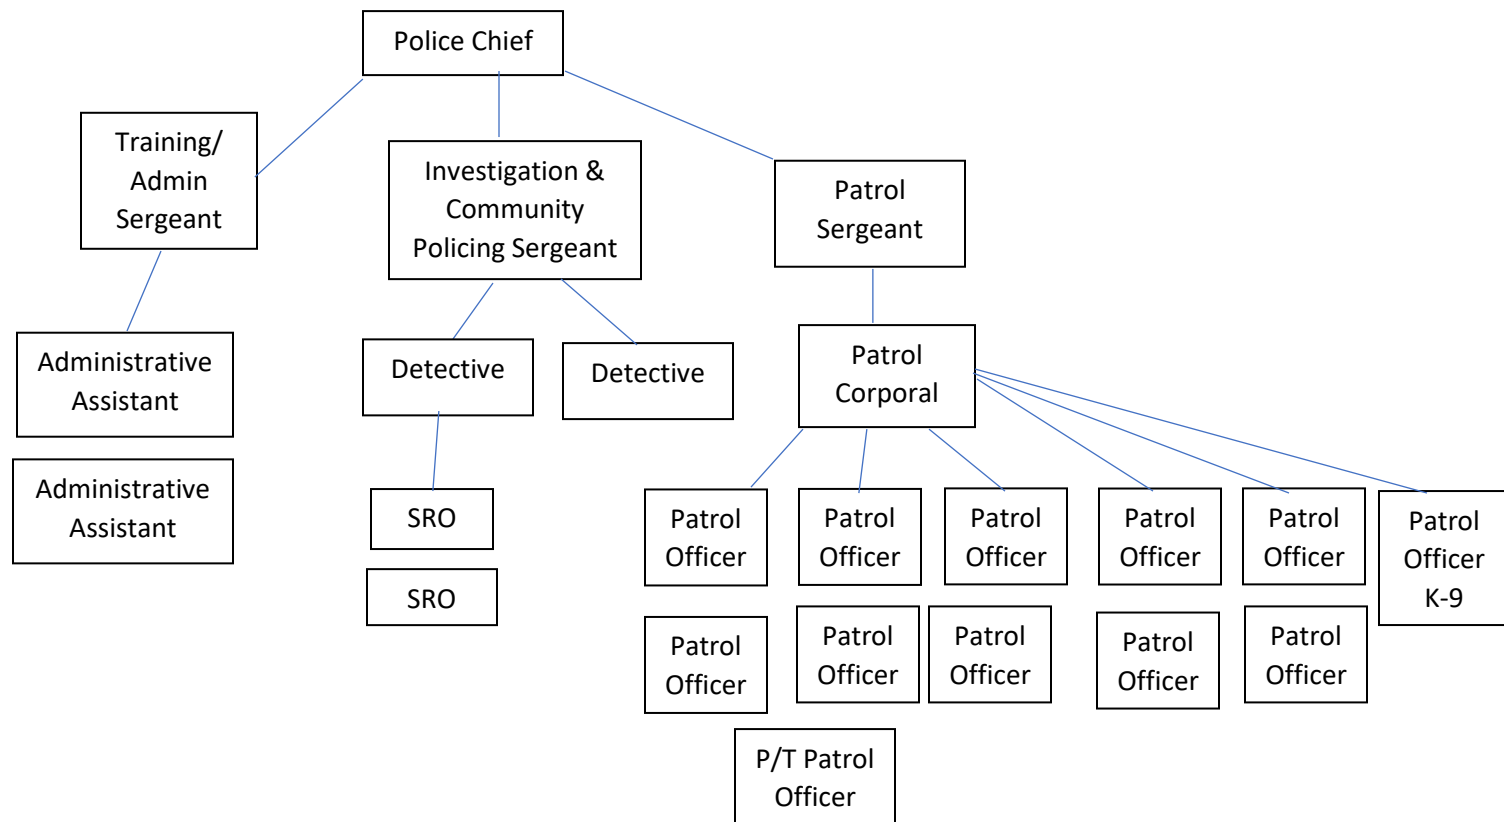 Police Chief
Training/
Admin
Sergeant
Investigation &
Community
Policing Sergeant
Patrol
Sergeant
Administrative
Assistant
Detective
Detective
Patrol
Corporal
Administrative
Assistant
SRO
SRO
Patrol
Officer
Patrol
Officer
Patrol
Officer
Patrol
Officer
Patrol
Officer
Patrol
Officer
K-9
Patrol
Officer
Patrol
Officer
Patrol
Officer
Patrol
Officer
Patrol
Officer
P/T Patrol
Officer